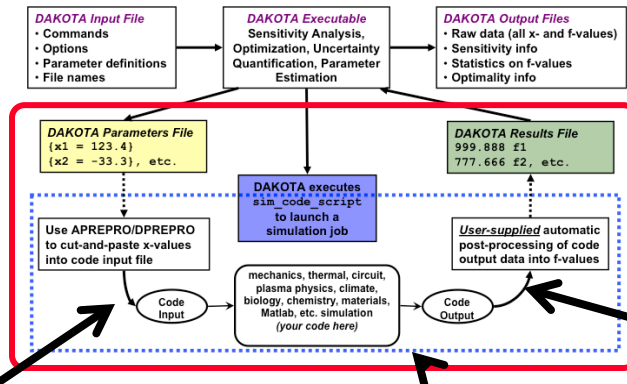 DAKOTA Input File
• Commands
• Options
• Parameter definitions
• File names
DAKOTA Executable
Sensitivity Analysis,
Optimization, Uncertainty
Quantification, Parameter
Estimation
DAKOTA Output Files
• Raw data (all x- and f-values)
• Sensitivity info
• Statistics on f-values
• Optimality info
DAKOTA Parameters File
{x1 = 123.4}
{x2 = -33.3}, etc.
DAKOTA Results File
999.888 f1
777.666 f2, etc.
DAKOTA executes
sim_code_script
to launch a
simulation job
Use APREPRO/DPREPRO
to cut-and-paste x-values
into code input file
User-supplied automatic
post-processing of code
output data into f-values
Code
Input
mechanics, thermal, circuit,
plasma physics, climate,
biology, chemistry, materials,
Matlab, etc. simulation
(your code here)
Code
Output